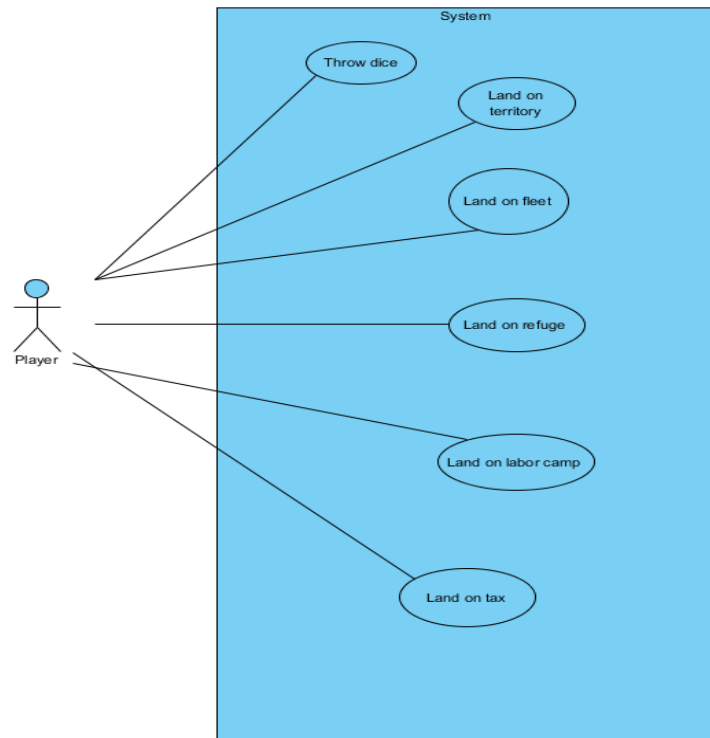 System
Throw dice
Land on
territory
Land on fleet
Land on refuge
Player
Land on labor camp
Land on tax